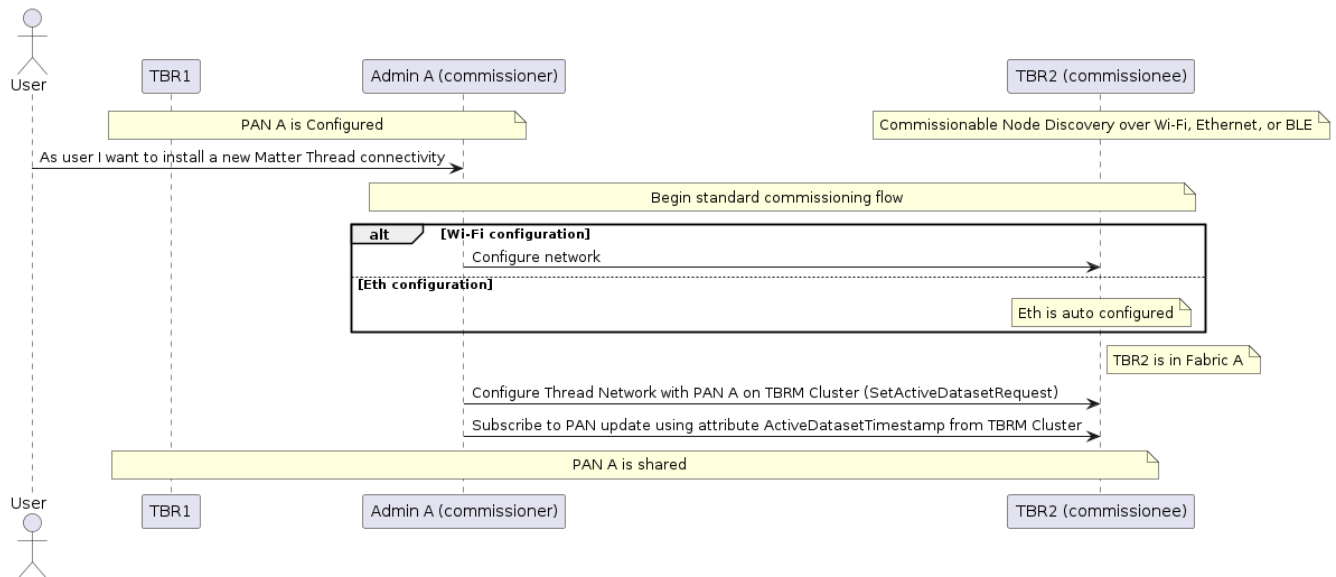 User
TBR1
Admin A (commissioner)
TBR2 (commissionee)
PAN A is Configured
Commissionable Node Discovery over Wi-Fi, Ethernet, or BLE
As user I want to install a new Matter Thread connectivity
Begin standard commissioning flow
alt
[Wi-Fi configuration]
Configure network
[Eth configuration]
Eth is auto configured
TBR2 is in Fabric A
Configure Thread Network with PAN A on TBRM Cluster (SetActiveDatasetRequest)
Subscribe to PAN update using attribute ActiveDatasetTimestamp from TBRM Cluster
PAN A is shared
User
TBR1
Admin A (commissioner)
TBR2 (commissionee)